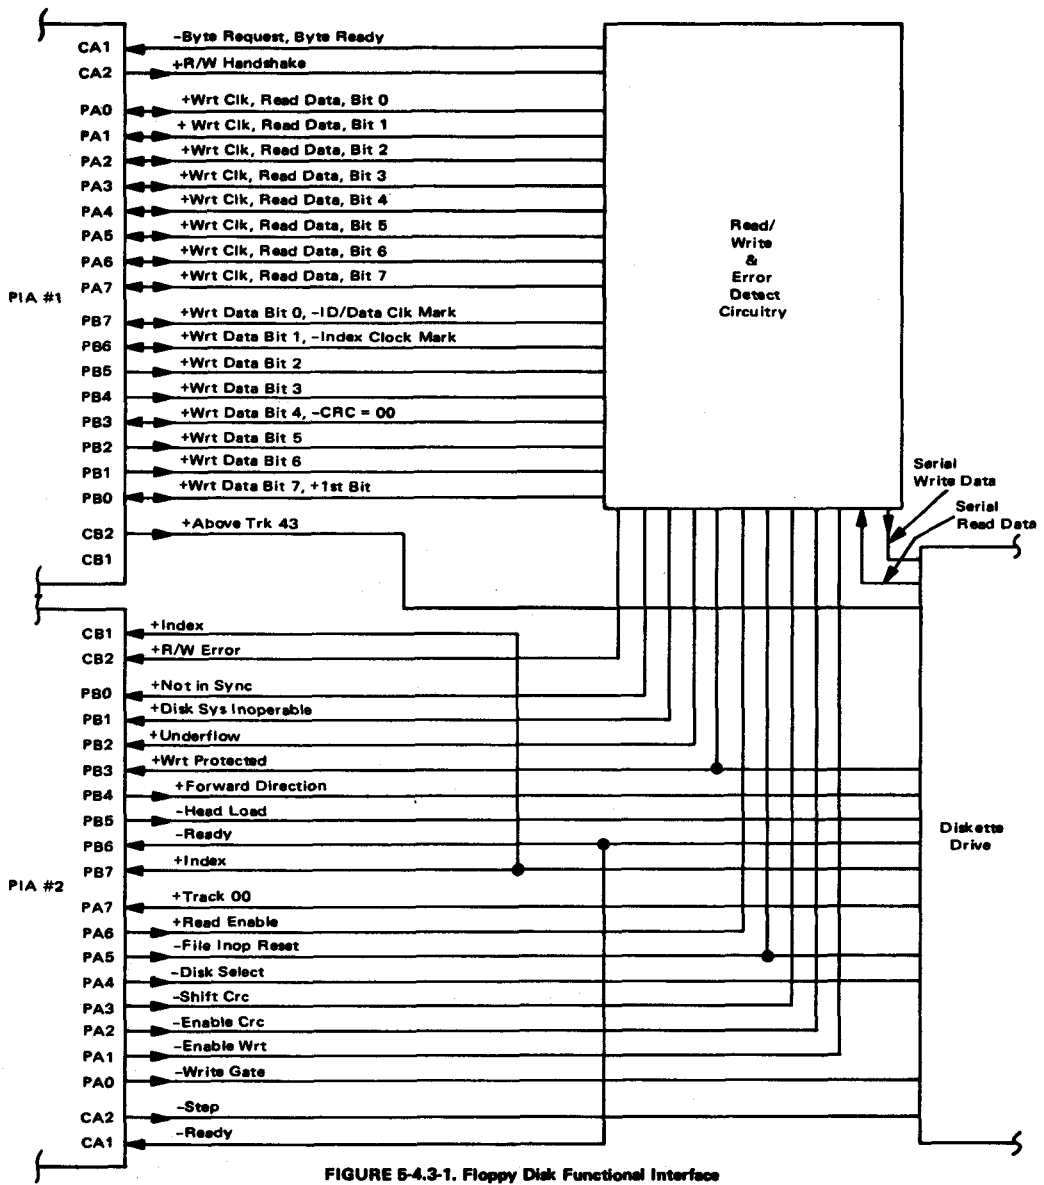 CA1 -Byte Request, Byte Ready
CA2 +R/W Handshake
PA0 +Wrt Clk, Read Data, Bit 0
PA1 + Wrt Clk, Read Data, Bit 1
PA2 +Wrt Clk, Read Data, Bit 2
PA3 +Wrt Clk, Read Data, Bit 3
PA4 +Wrt Clk, Read Data, Bit 4
PA5 +Wrt Clk, Read Data, Bit 5
PA6 +Wrt Clk, Read Data, Bit 6
PA7 +Wrt Clk, Read Data, Bit 7
PIA #1
PB7 +Wrt Data Bit 0, -ID/Data Clk Mark
PB6 +Wrt Data Bit 1, -Index Clock Mark
PB5 +Wrt Data Bit 2
PB4 +Wrt Data Bit 3
PB3 +Wrt Data Bit 4, -CRC = 00
PB2 +Wrt Data Bit 5
PB1 +Wrt Data Bit 6
PB0 +Wrt Data Bit 7, +1st Bit
CB2 +Above Trk 43
CB1
Read/
Write
&
Error
Detect
Circuitry
Serial
Write Data
Serial
Read Data
CB1 +Index
CB2 +R/W Error
PB0 +Not in Sync
PB1 +Disk Sys Inoperable
PB2 +Underflow
PB3 +Wrt Protected
PB4 +Forward Direction
PB5 -Head Load
PB6 -Ready
PB7 +Index
PIA #2
PA7 +Track 00
PA6 +Read Enable
PA5 -File Inop Reset
PA4 -Disk Select
PA3 -Shift Crc
PA2 -Enable Crc
PA1 -Enable Wrt
PA0 -Write Gate
CA2 -Step
CA1 -Ready
Diskette
Drive
FIGURE 5-4.3-1. Floppy Disk Functional Interface